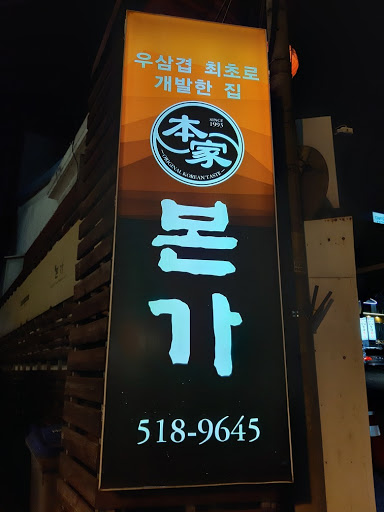 우삼겹 최초로
개발한 집
SINCE
1993
本家
ORIGINAL KOREAN TASTE
본가
518-9645